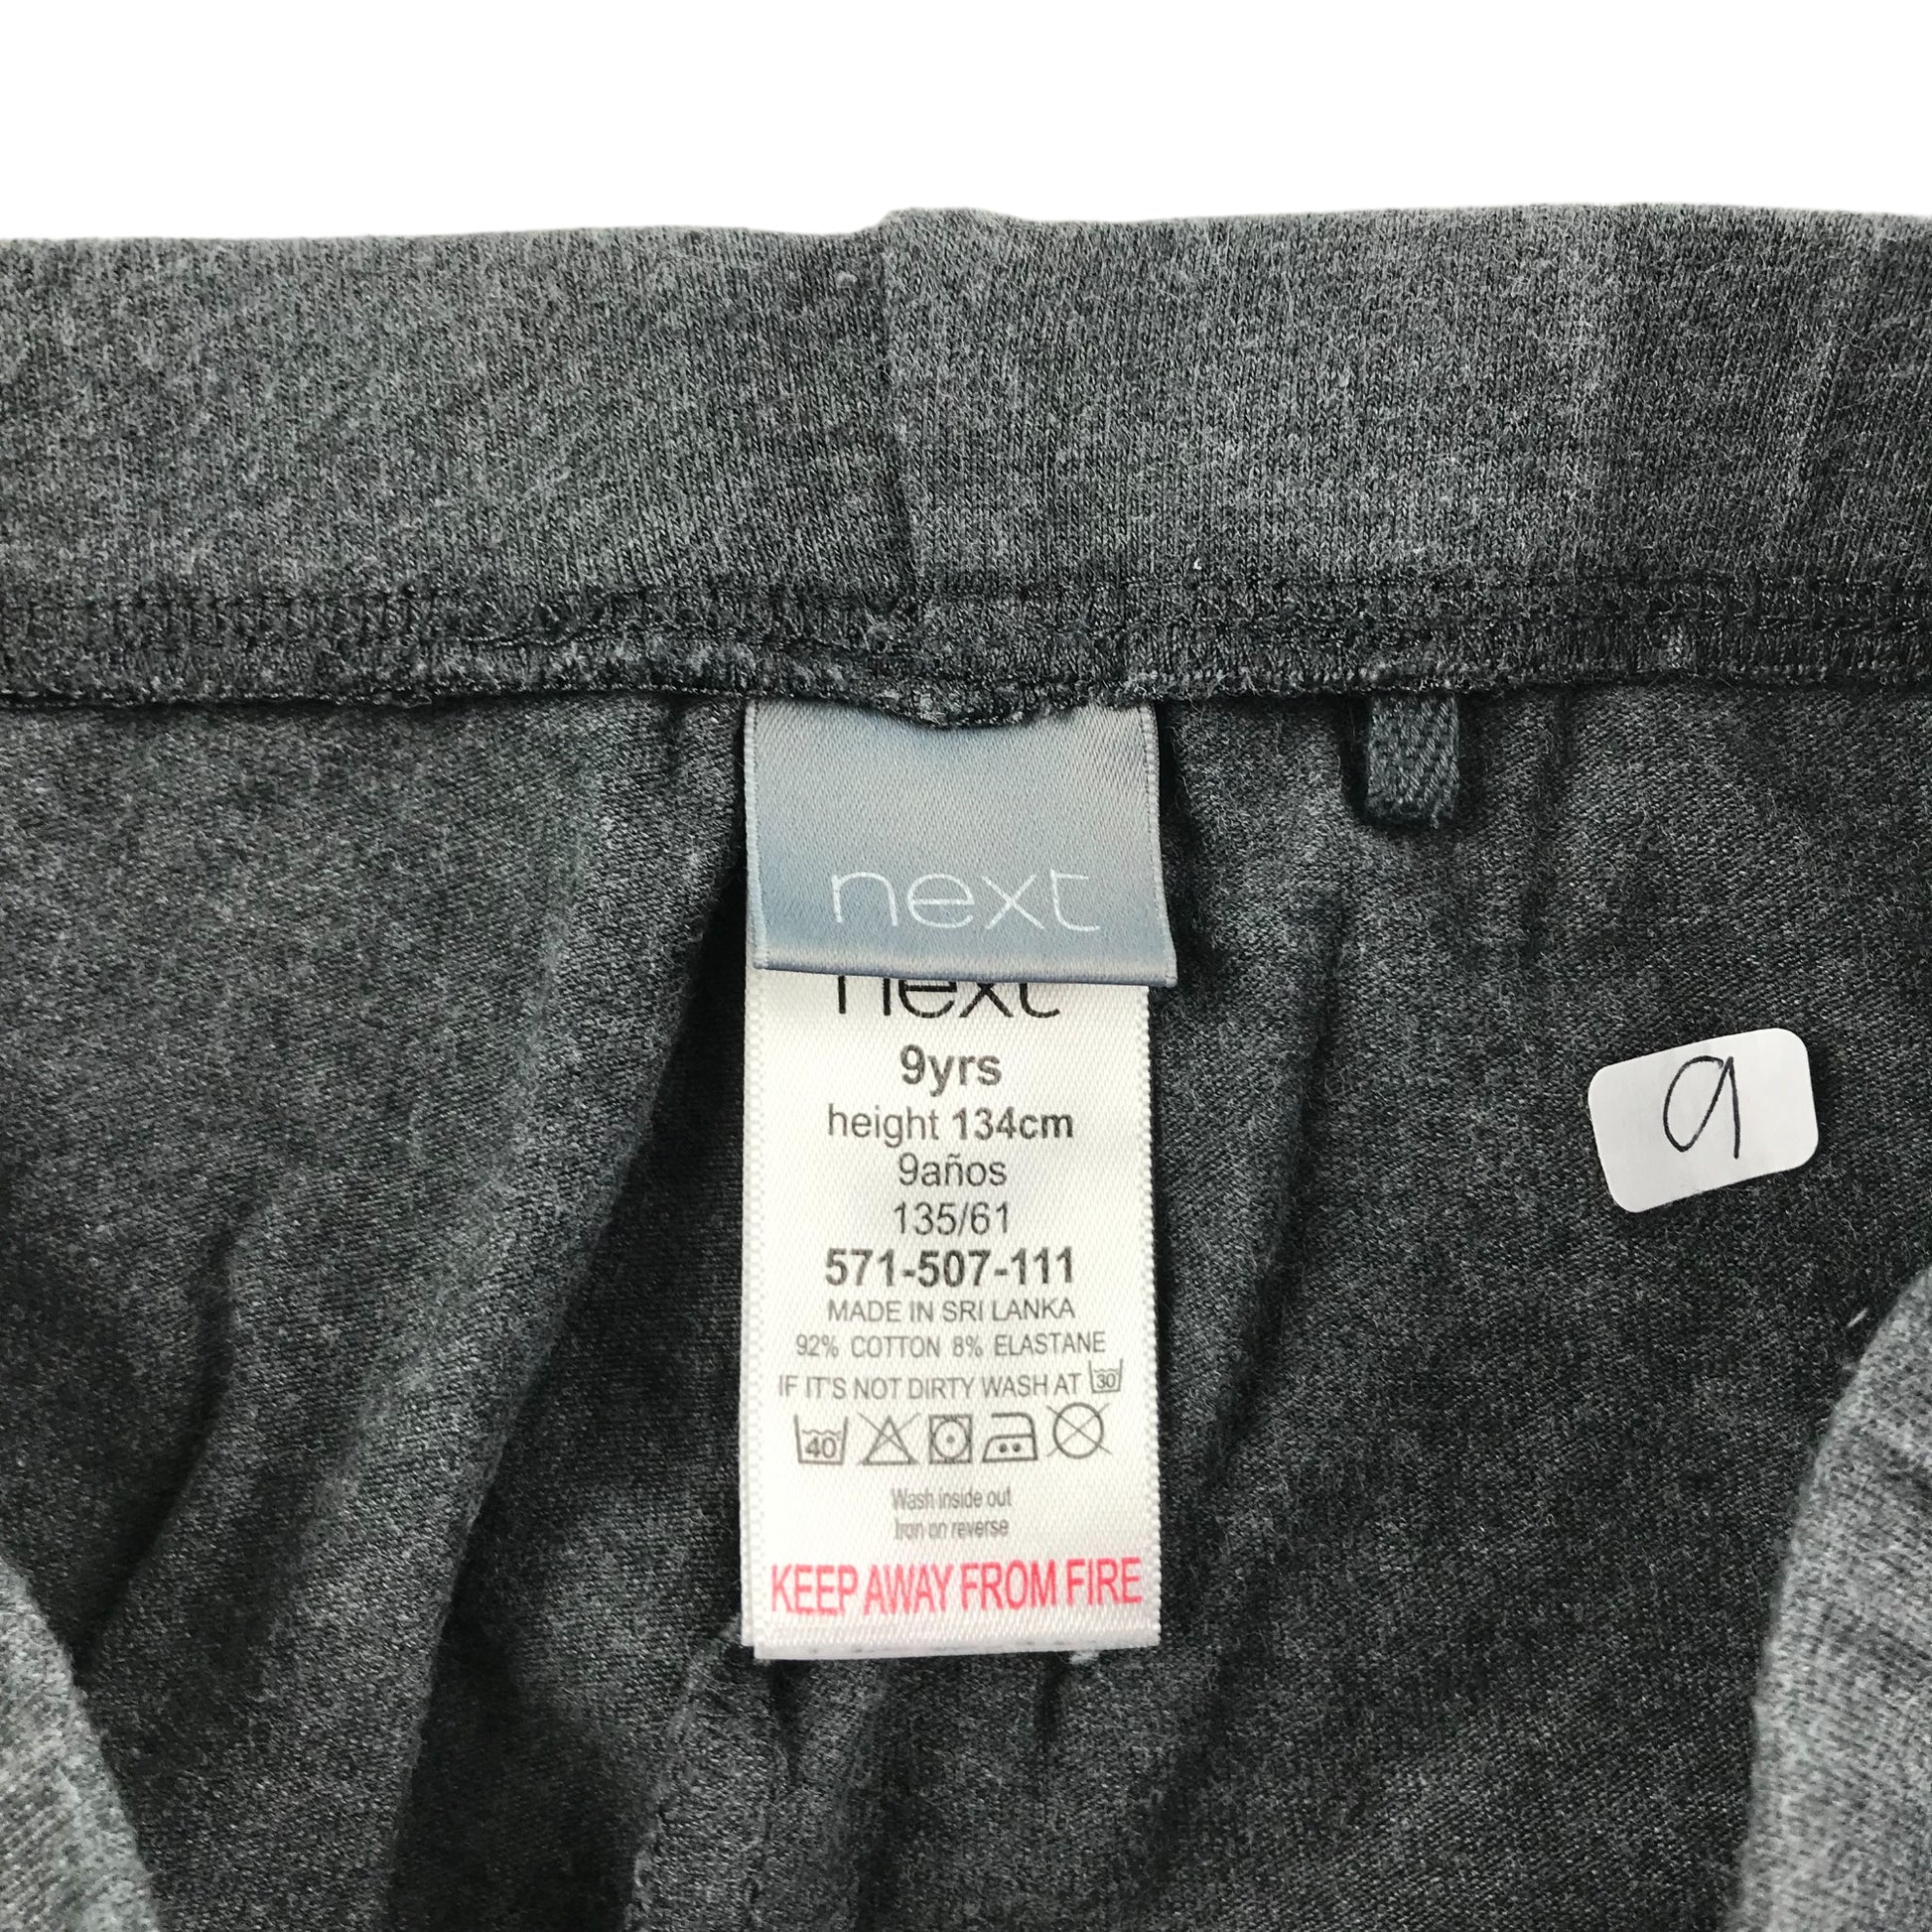 next
next
9yrs
height 134cm
9años
135/61
571-507-111
MADE IN SRI LANKA
92% COTTON 8% ELASTANE
IF IT'S NOT DIRTY WASH AT 30
40
Wash inside out
Iron on reverse
KEEP AWAY FROM FIRE
9